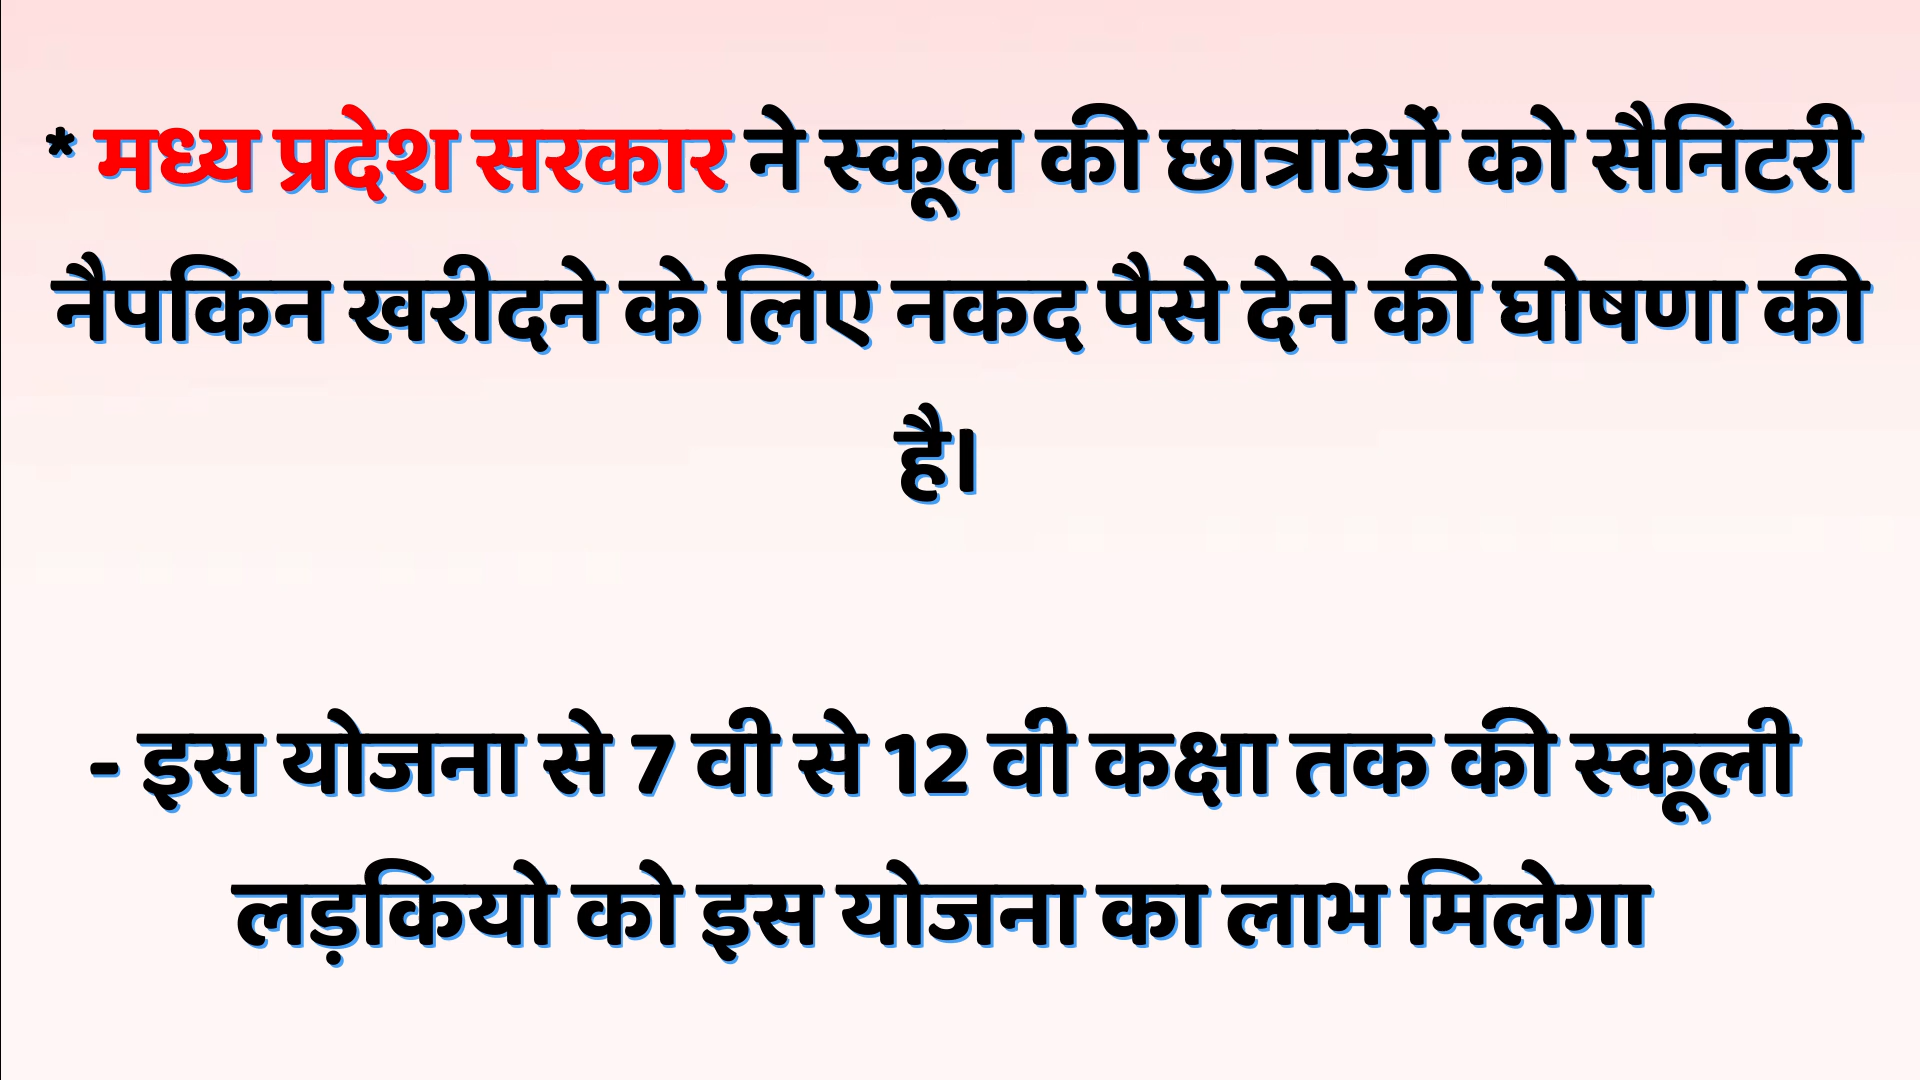 * मध्य प्रदेश सरकार ने स्कूल की छात्राओं को सैनिटरी
नैपकिन खरीदने के लिए नकद पैसे देने की घोषणा की
है।
- इस योजना से 7 वी से 12 वी कक्षा तक की स्कूली
लड़कियो को इस योजना का लाभ मिलेगा